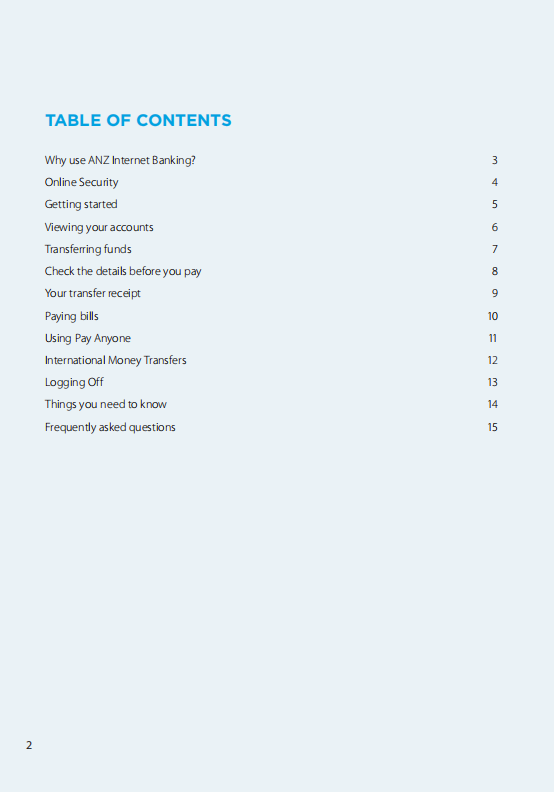 TABLE OF CONTENTS
Why use ANZ Internet Banking? 3
Online Security 4
Getting started 5
Viewing your accounts 6
Transferring funds 7
Check the details before you pay 8
Your transfer receipt 9
Paying bills 10
Using Pay Anyone 11
International Money Transfers 12
Logging Off 13
Things you need to know 14
Frequently asked questions 15
2